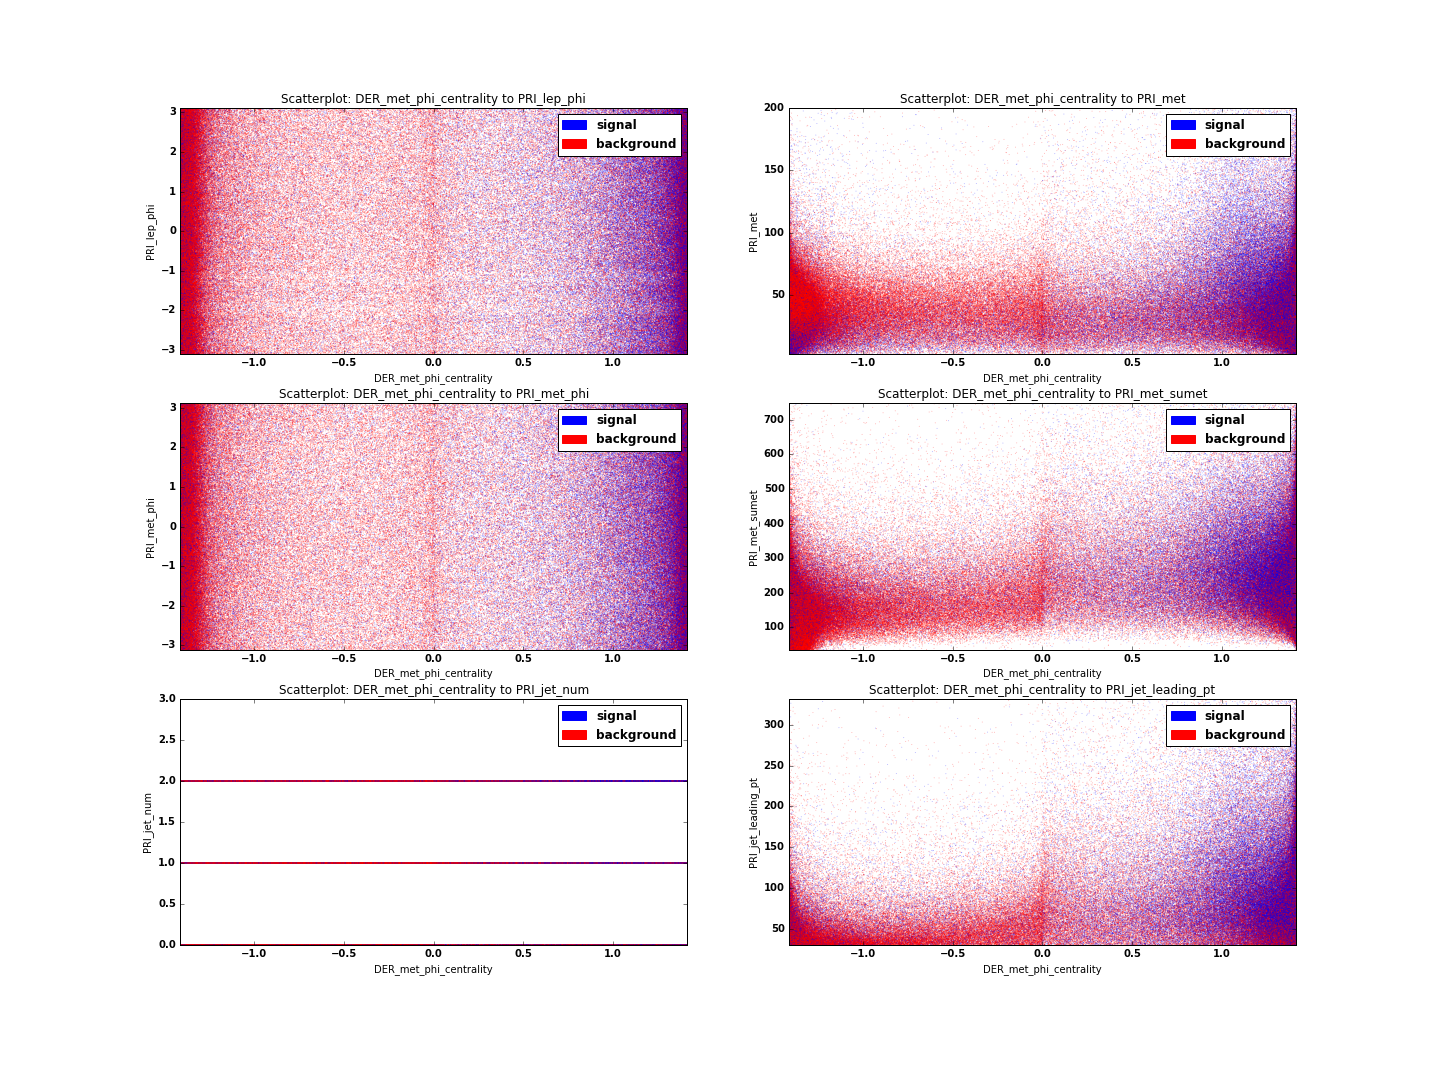 Scatterplot: DER_met_phi_centrality to PRI_lep_phi
signal
background
3
2
1
0
−1
−2
−3
PRI_lep_phi
−1.0 −0.5 0.0 0.5 1.0
DER_met_phi_centrality
Scatterplot: DER_met_phi_centrality to PRI_met
signal
background
200
150
100
50
PRI_met
−1.0 −0.5 0.0 0.5 1.0
DER_met_phi_centrality
Scatterplot: DER_met_phi_centrality to PRI_met_phi
signal
background
3
2
1
0
−1
−2
−3
PRI_met_phi
−1.0 −0.5 0.0 0.5 1.0
DER_met_phi_centrality
Scatterplot: DER_met_phi_centrality to PRI_met_sumet
signal
background
700
600
500
400
300
200
100
PRI_met_sumet
−1.0 −0.5 0.0 0.5 1.0
DER_met_phi_centrality
Scatterplot: DER_met_phi_centrality to PRI_jet_num
signal
background
3.0
2.5
2.0
1.5
1.0
0.5
0.0
PRI_jet_num
−1.0 −0.5 0.0 0.5 1.0
DER_met_phi_centrality
Scatterplot: DER_met_phi_centrality to PRI_jet_leading_pt
signal
background
300
250
200
150
100
50
PRI_jet_leading_pt
−1.0 −0.5 0.0 0.5 1.0
DER_met_phi_centrality